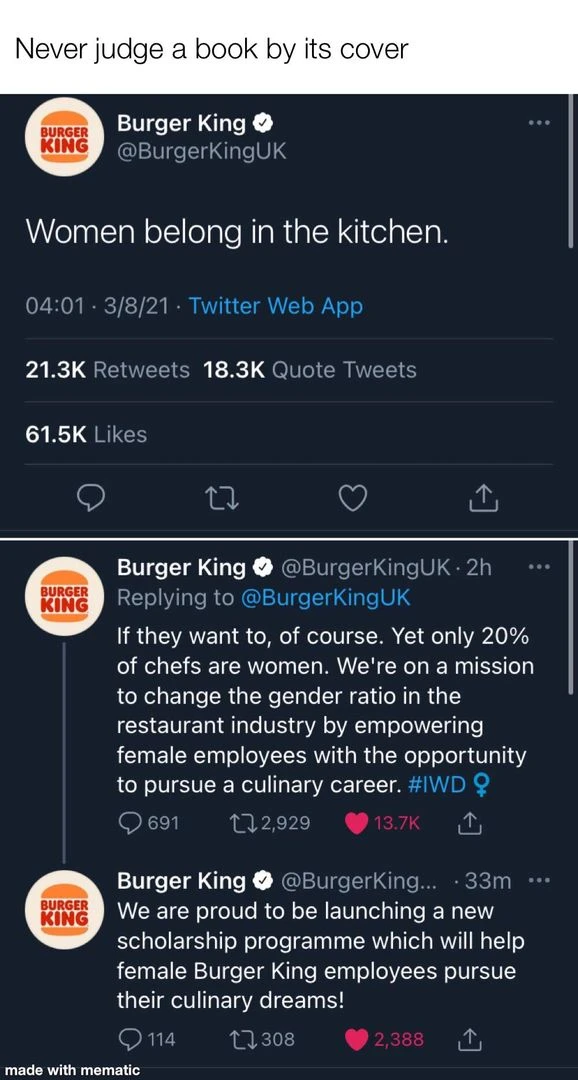 Never judge a book by its cover
BURGER
KING
Burger King
@BurgerKingUK
Women belong in the kitchen.
04:01 · 3/8/21 · Twitter Web App
21.3K Retweets 18.3K Quote Tweets
61.5K Likes
BURGER
KING
Burger King @BurgerKingUK · 2h
Replying to @BurgerKingUK
If they want to, of course. Yet only 20%
of chefs are women. We're on a mission
to change the gender ratio in the
restaurant industry by empowering
female employees with the opportunity
to pursue a culinary career. #IWD ♀
691 2,929 13.7K
BURGER
KING
Burger King @BurgerKing... · 33m
We are proud to be launching a new
scholarship programme which will help
female Burger King employees pursue
their culinary dreams!
114 308 2,388
made with mematic